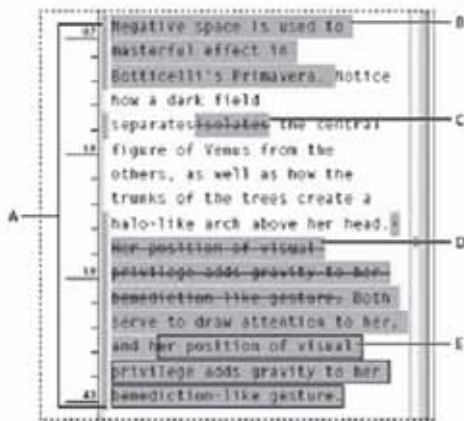 Negative space is used to
masterful effect in
Botticelli's Primavera. Notice
how a dark field
separatesisolates the central
figure of Venus from the
others, as well as how the
trunks of the trees create a
halo-like arch above her head.
Her position of visual
privilege adds gravity to her
benediction-like gesture. Both
serve to draw attention to her,
and her position of visual
privilege adds gravity to her
benediction-like gesture.
A
B
C
D
E